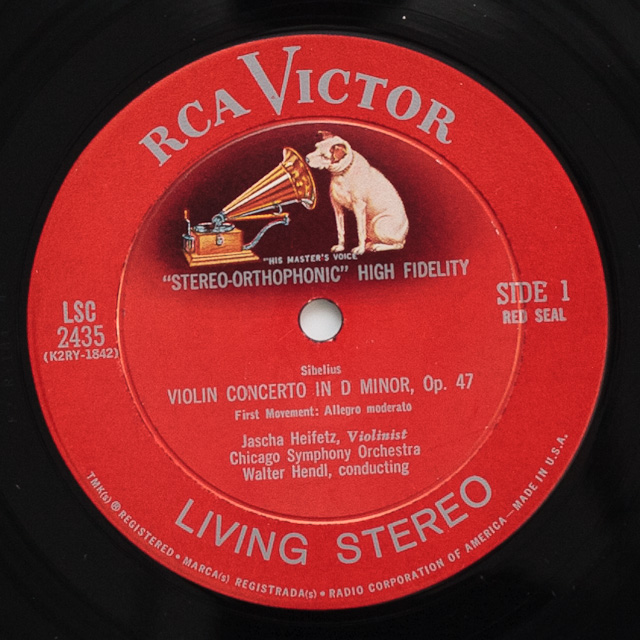 RCA VICTOR
"HIS MASTER'S VOICE"
"STEREO-ORTHOPHONIC" HIGH FIDELITY
LSC
2435
(K2RY-1842)
SIDE 1
RED SEAL
Sibelius
VIOLIN CONCERTO IN D MINOR, Op. 47
First Movement: Allegro moderato
Jascha Heifetz, Violinist
Chicago Symphony Orchestra
Walter Hendl, conducting
LIVING STEREO
TMK(s) ® REGISTERED • MARCA(s) REGISTRADA(s) • RADIO CORPORATION OF AMERICA—MADE IN U.S.A.